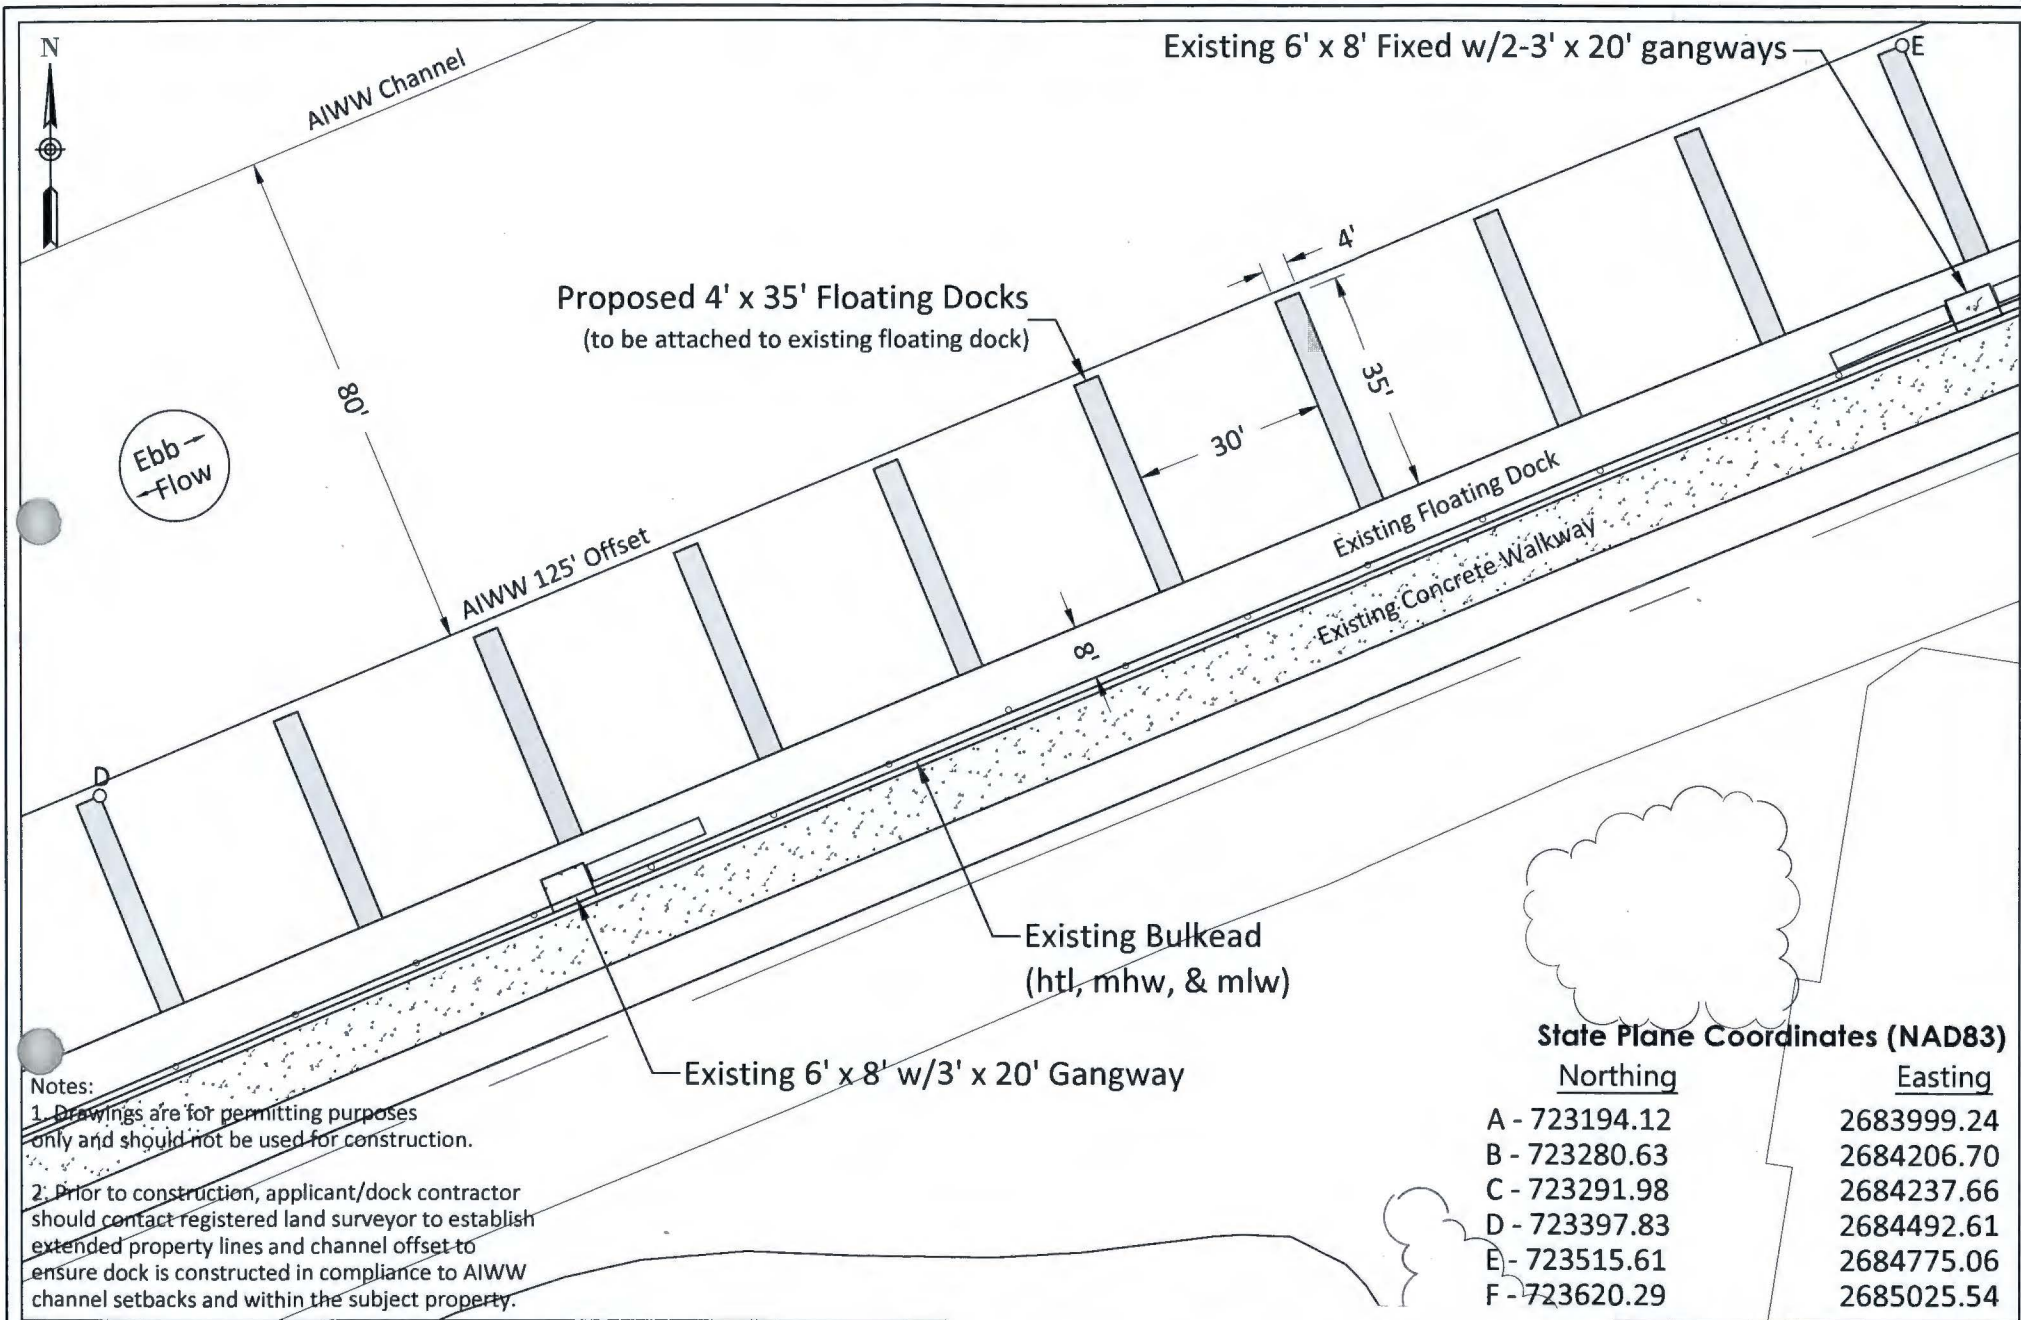 N
AIWW Channel
Existing 6' x 8' Fixed w/2-3' x 20' gangways
E
4'
Proposed 4' x 35' Floating Docks
(to be attached to existing floating dock)
80'
35'
30'
Ebb
Flow
AIWW 125' Offset
Existing Floating Dock
Existing Concrete Walkway
8'
D
Existing Bulkead
(htl, mhw, & mlw)
Existing 6' x 8' w/3' x 20' Gangway
Notes:
1. Drawings are for permitting purposes
only and should not be used for construction.
2. Prior to construction, applicant/dock contractor
should contact registered land surveyor to establish
extended property lines and channel offset to
ensure dock is constructed in compliance to AIWW
channel setbacks and within the subject property.
State Plane Coordinates (NAD83)
Northing Easting
A - 723194.12 2683999.24
B - 723280.63 2684206.70
C - 723291.98 2684237.66
D - 723397.83 2684492.61
E - 723515.61 2684775.06
F - 723620.29 2685025.54